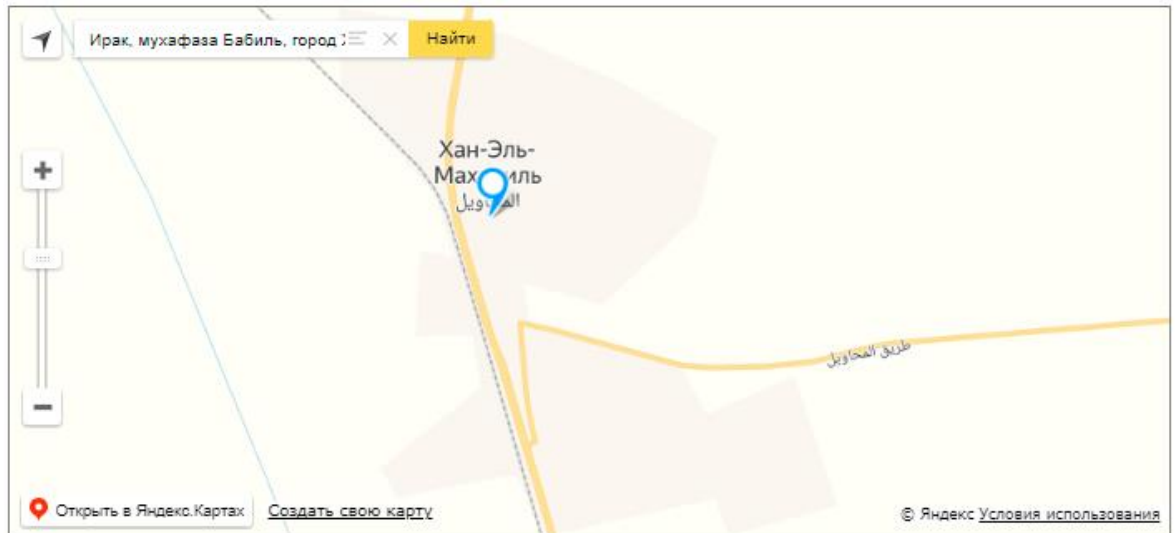 Ирак, мухафаза Бабиль, город
Найти
Хан-Эль-
طريق المحاويل
Открыть в Яндекс.Картах
Создать свою карту
© Яндекс Условия использования